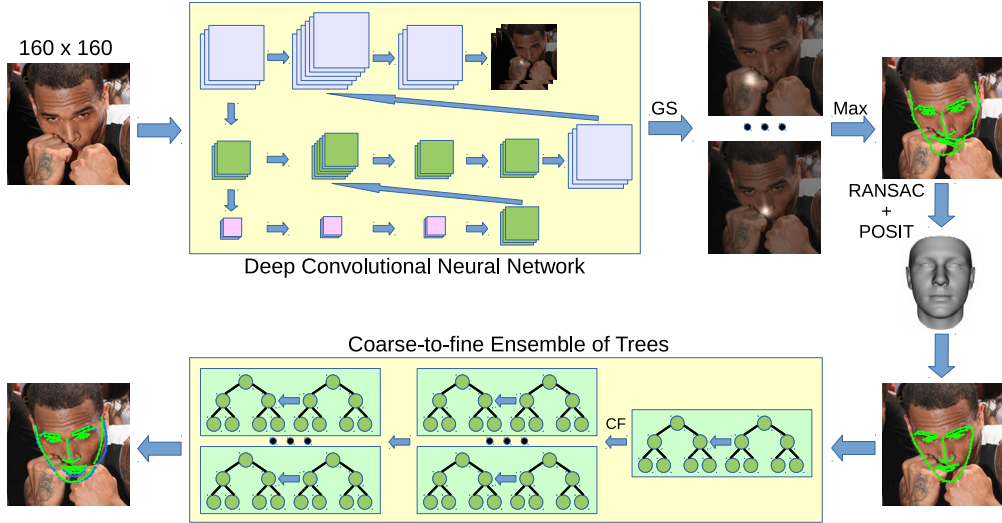 160 x 160
GS
Max
RANSAC
+
POSIT
Deep Convolutional Neural Network
Coarse-to-fine Ensemble of Trees
CF